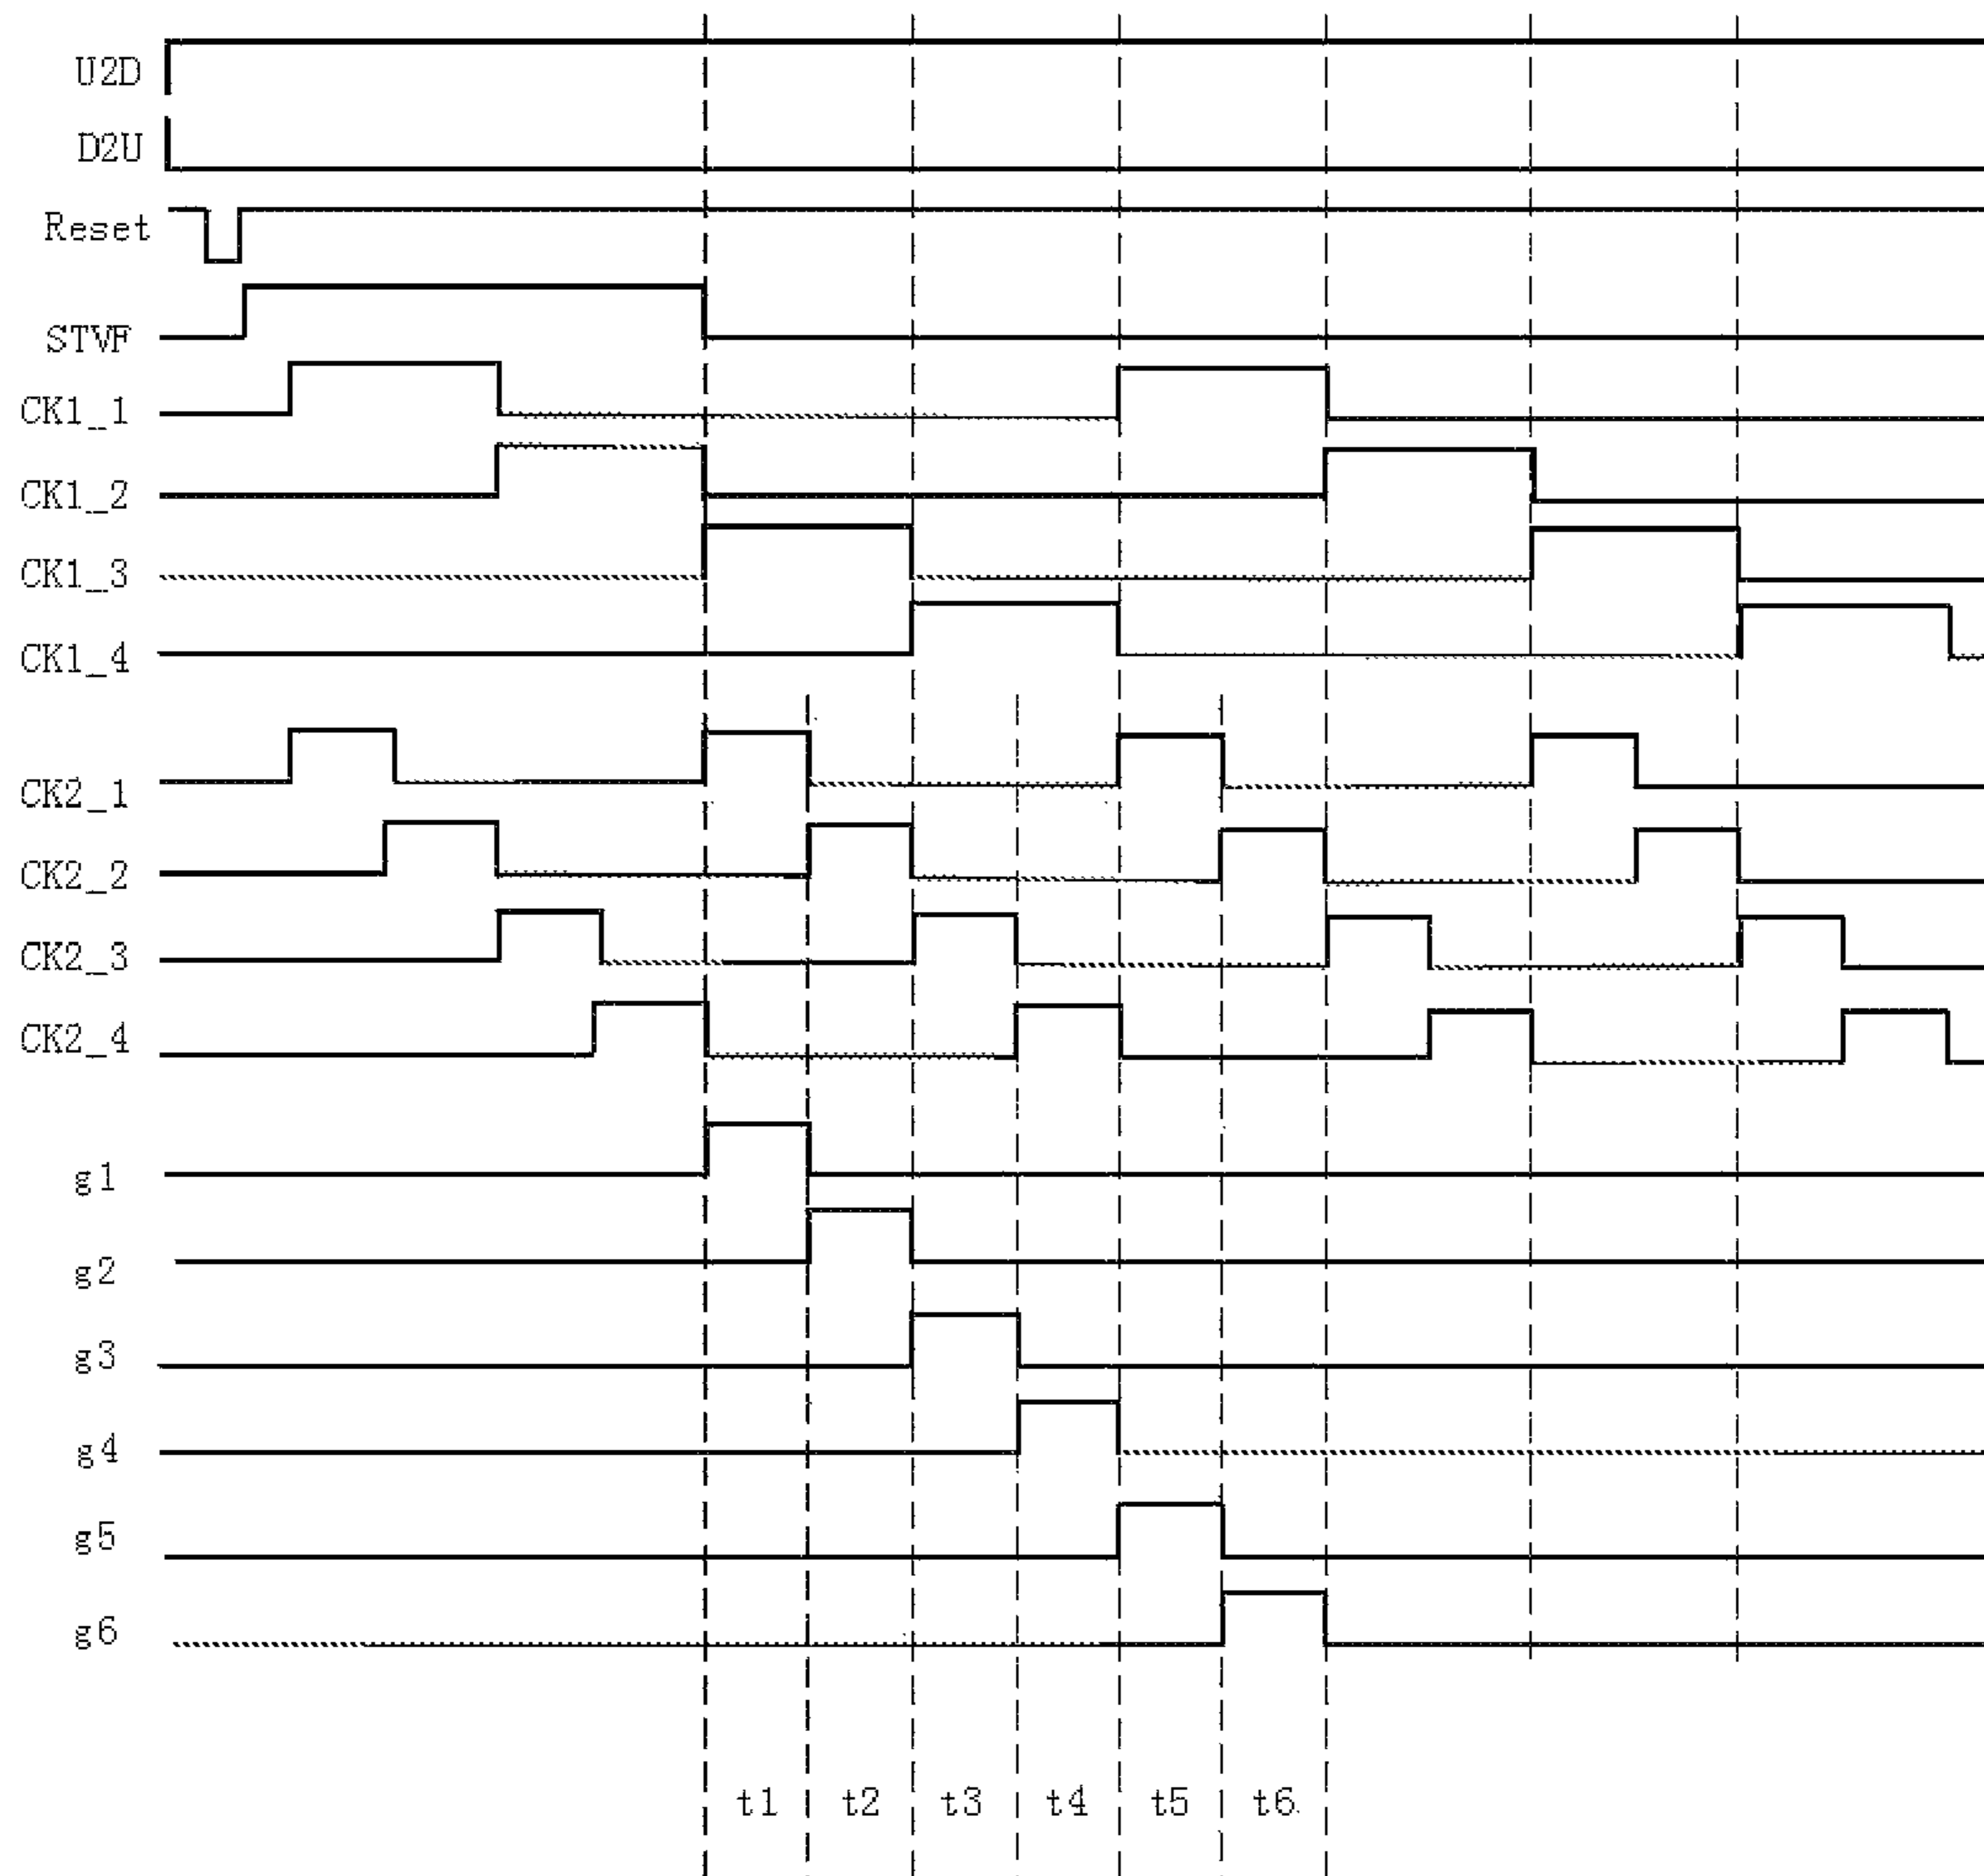 U2D
D2U
Reset
STVF
CK1_1
CK1_2
CK1_3
CK1_4
CK2_1
CK2_2
CK2_3
CK2_4
g1
g2
g3
g4
g5
g6
t1 t2 t3 t4 t5 t6